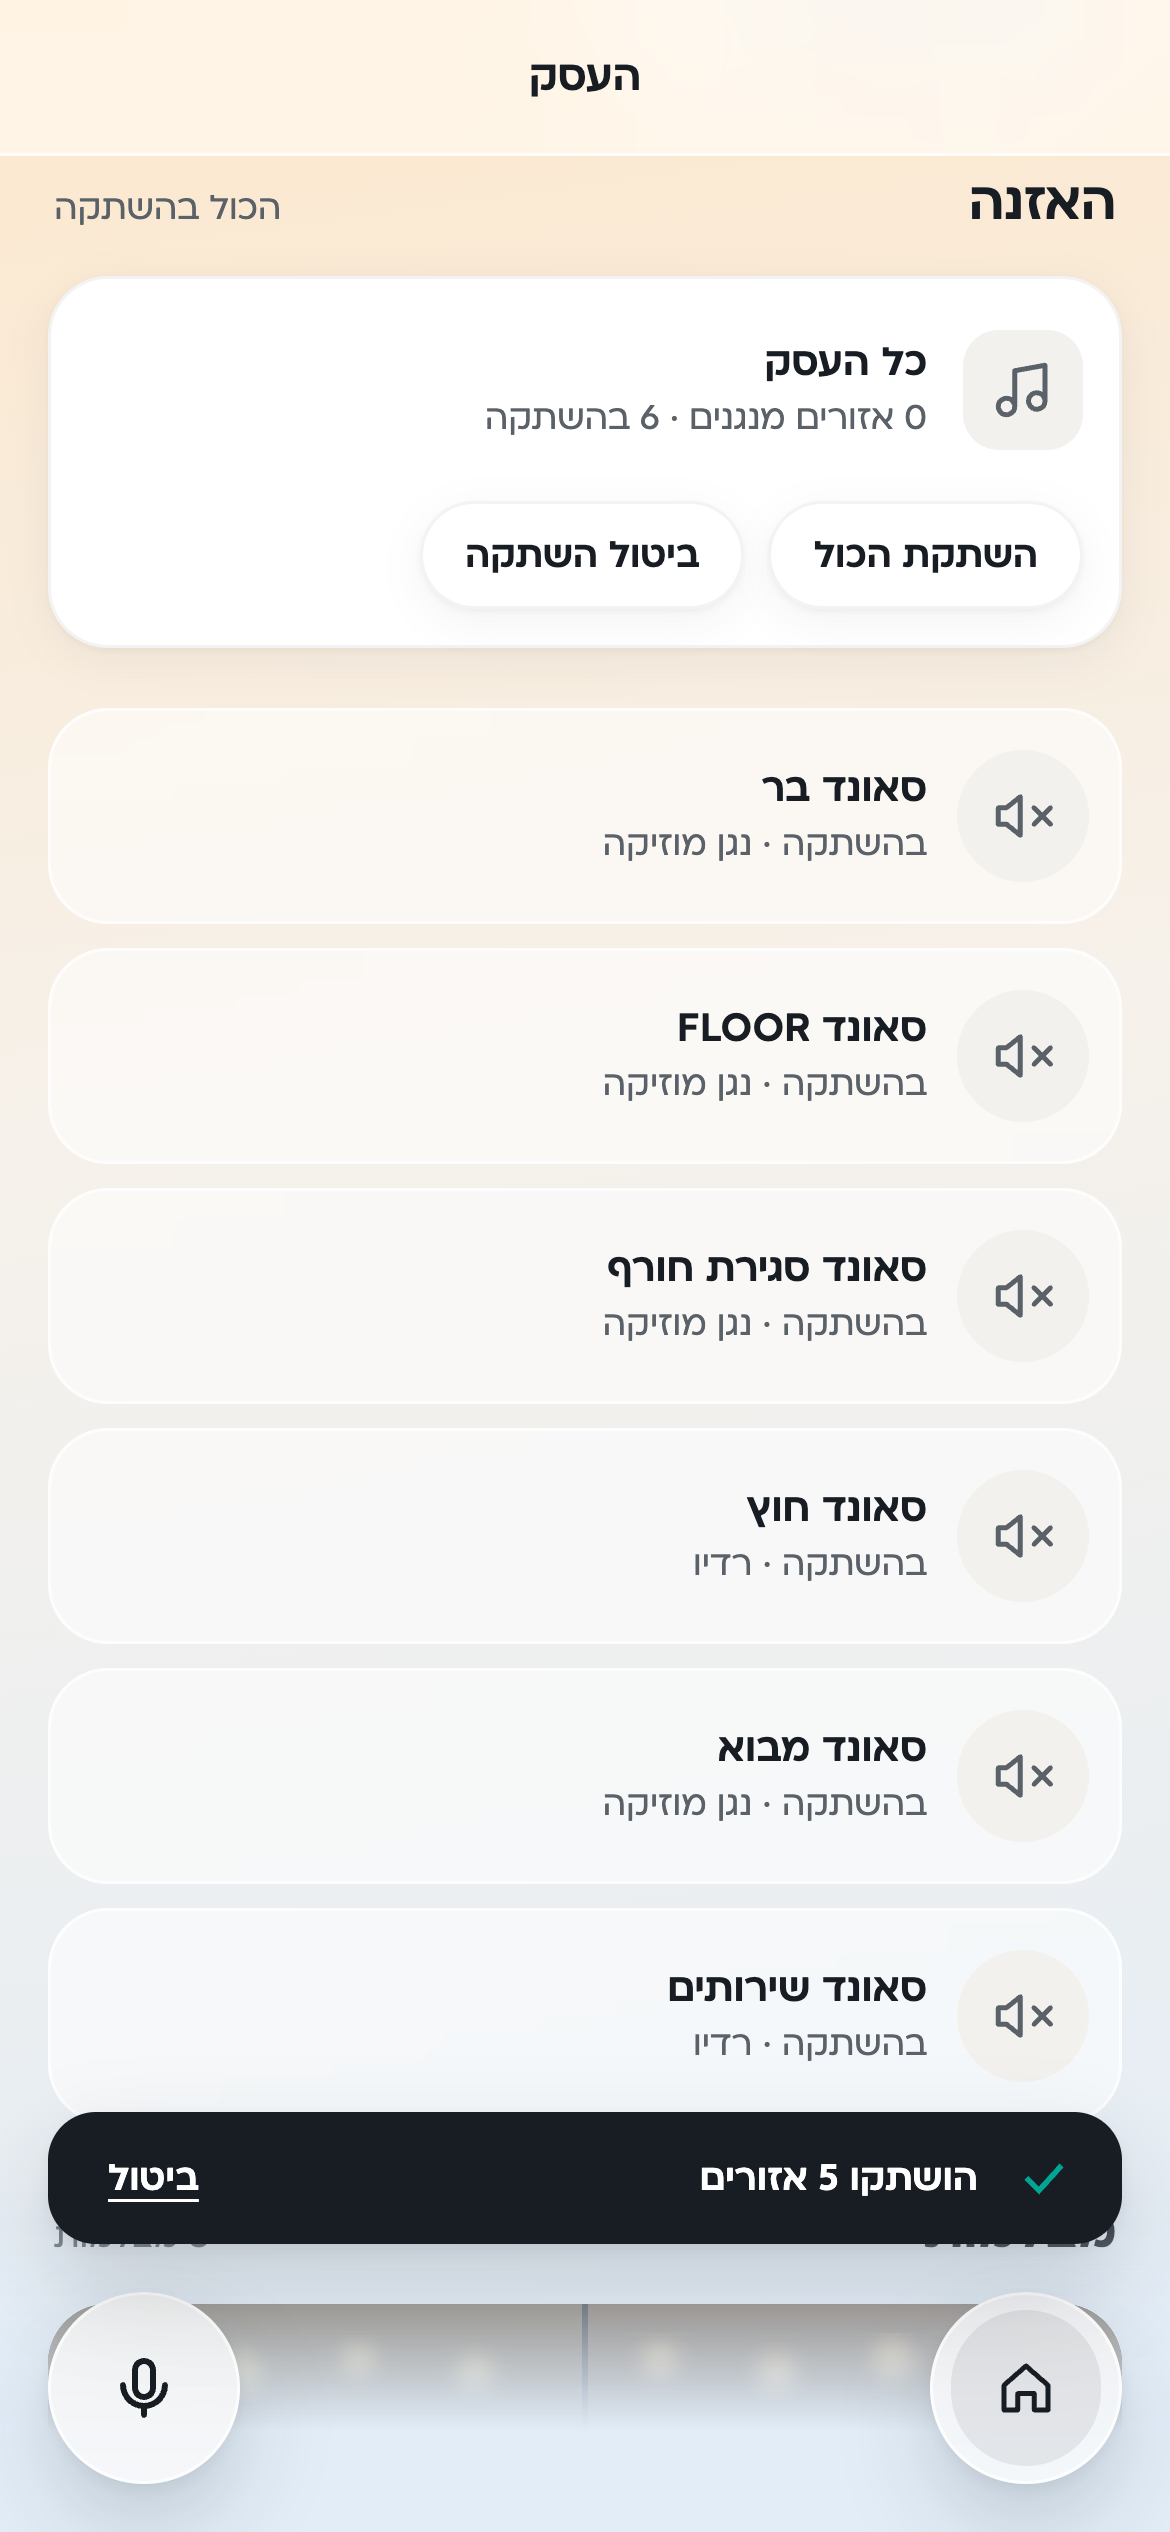 העסק
האזנה
הכול בהשתקה
כל העסק
0 אזורים מנגנים · 6 בהשתקה
השתקת הכול
ביטול השתקה
סאונד בר
בהשתקה · נגן מוזיקה
סאונד FLOOR
בהשתקה · נגן מוזיקה
סאונד סגירת חורף
בהשתקה · נגן מוזיקה
סאונד חוץ
בהשתקה · רדיו
סאונד מבוא
בהשתקה · נגן מוזיקה
סאונד שירותים
בהשתקה · רדיו
הושתקו 5 אזורים
ביטול